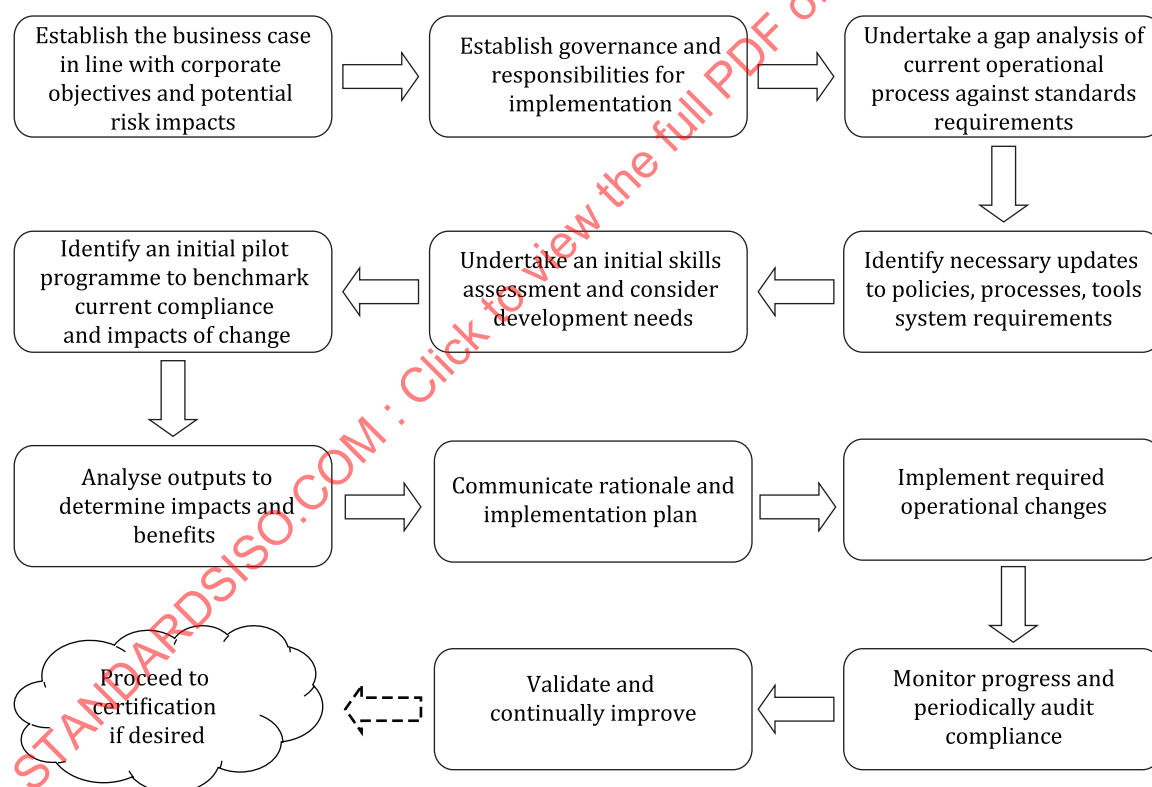 Establish the business case
in line with corporate
objectives and potential
risk impacts
Establish governance and
responsibilities for
implementation
Undertake a gap analysis of
current operational
process against standards
requirements
Identify an initial pilot
programme to benchmark
current compliance
and impacts of change
Undertake an initial skills
assessment and consider
development needs
Identify necessary updates
to policies, processes, tools
system requirements
Analyse outputs to
determine impacts and
benefits
Communicate rationale and
implementation plan
Implement required
operational changes
Proceed to
certification
if desired
Validate and
continually improve
Monitor progress and
periodically audit
compliance
STANDARDSISO.COM : Click to view the full PDF